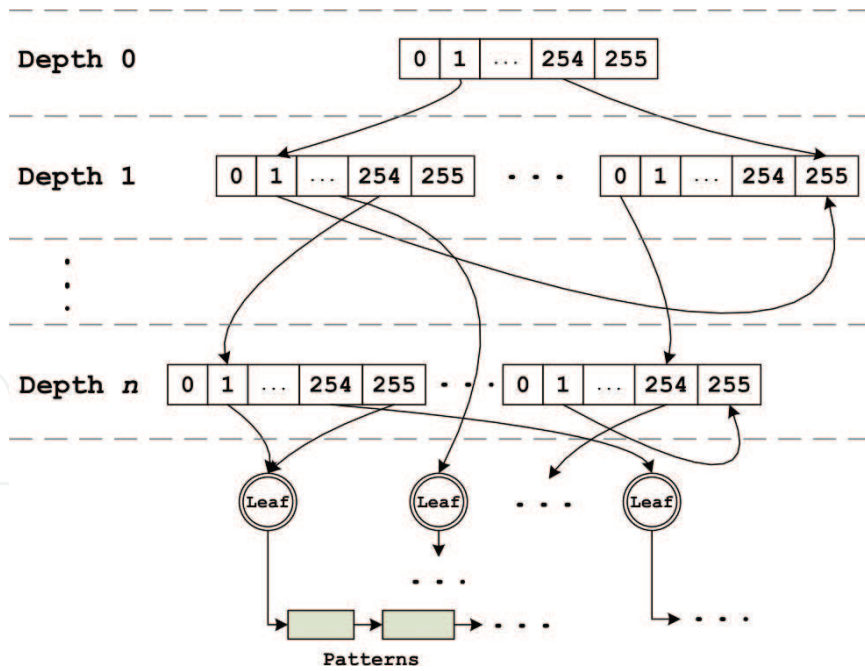 Depth 0
0 1 ... 254 255
Depth 1
0 1 ... 254 255 . . . 0 1 ... 254 255
.
.
.
Depth n
0 1 ... 254 255 . . . 0 1 ... 254 255
Leaf Leaf . . . Leaf
. . .
. . . . . .
Patterns